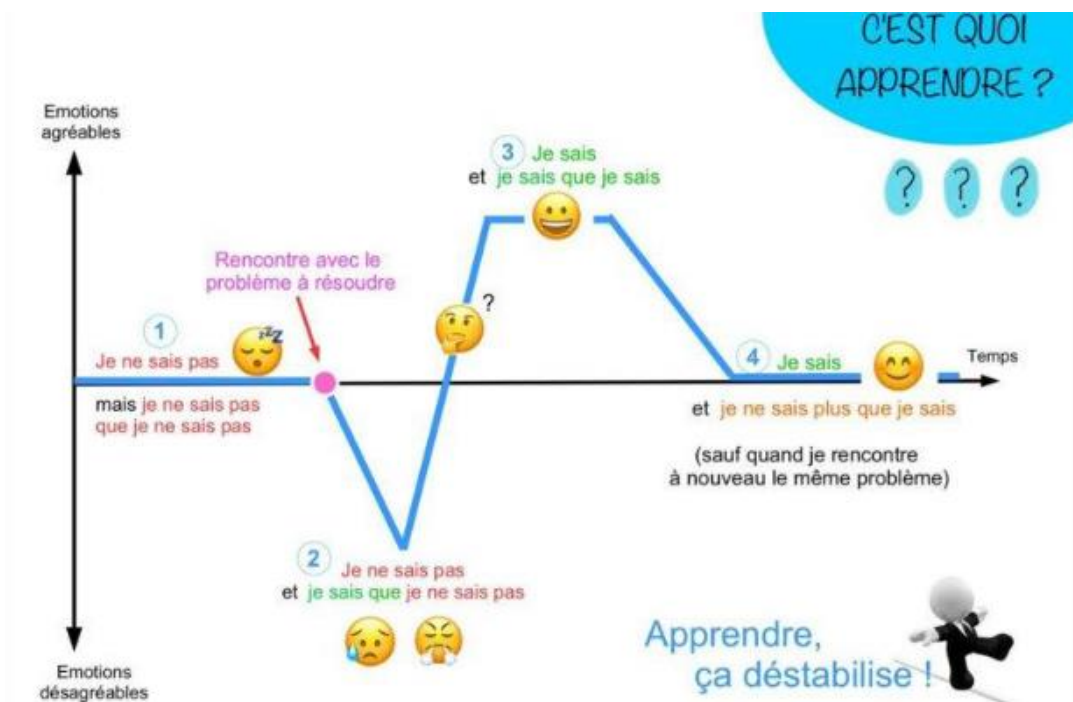 C'EST QUOI
APPRENDRE ?
? ? ?
Emotions
agréables
3 Je sais
et je sais que je sais
Rencontre avec le
problème à résoudre
?
1
zzZ
Je ne sais pas
mais je ne sais pas
que je ne sais pas
4 Je sais
Temps
et je ne sais plus que je sais
(sauf quand je rencontre
à nouveau le même problème)
2 Je ne sais pas
et je sais que je ne sais pas
Apprendre,
ça déstabilise !
Emotions
désagréables